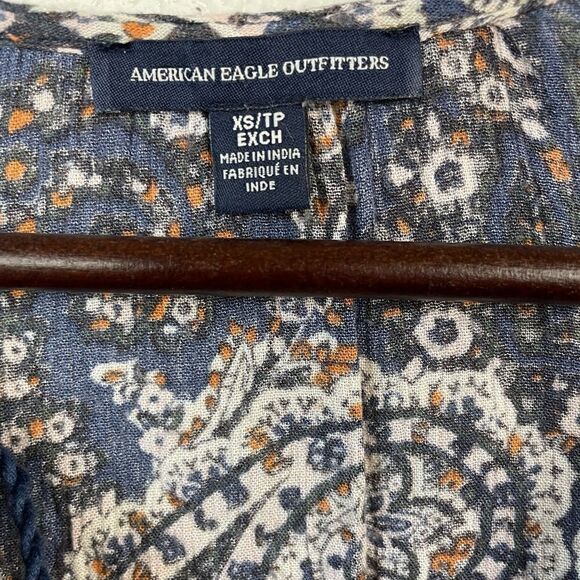 AMERICAN EAGLE OUTFITTERS
XS/TP
EXCH
MADE IN INDIA
FABRIQUÉ EN
INDE